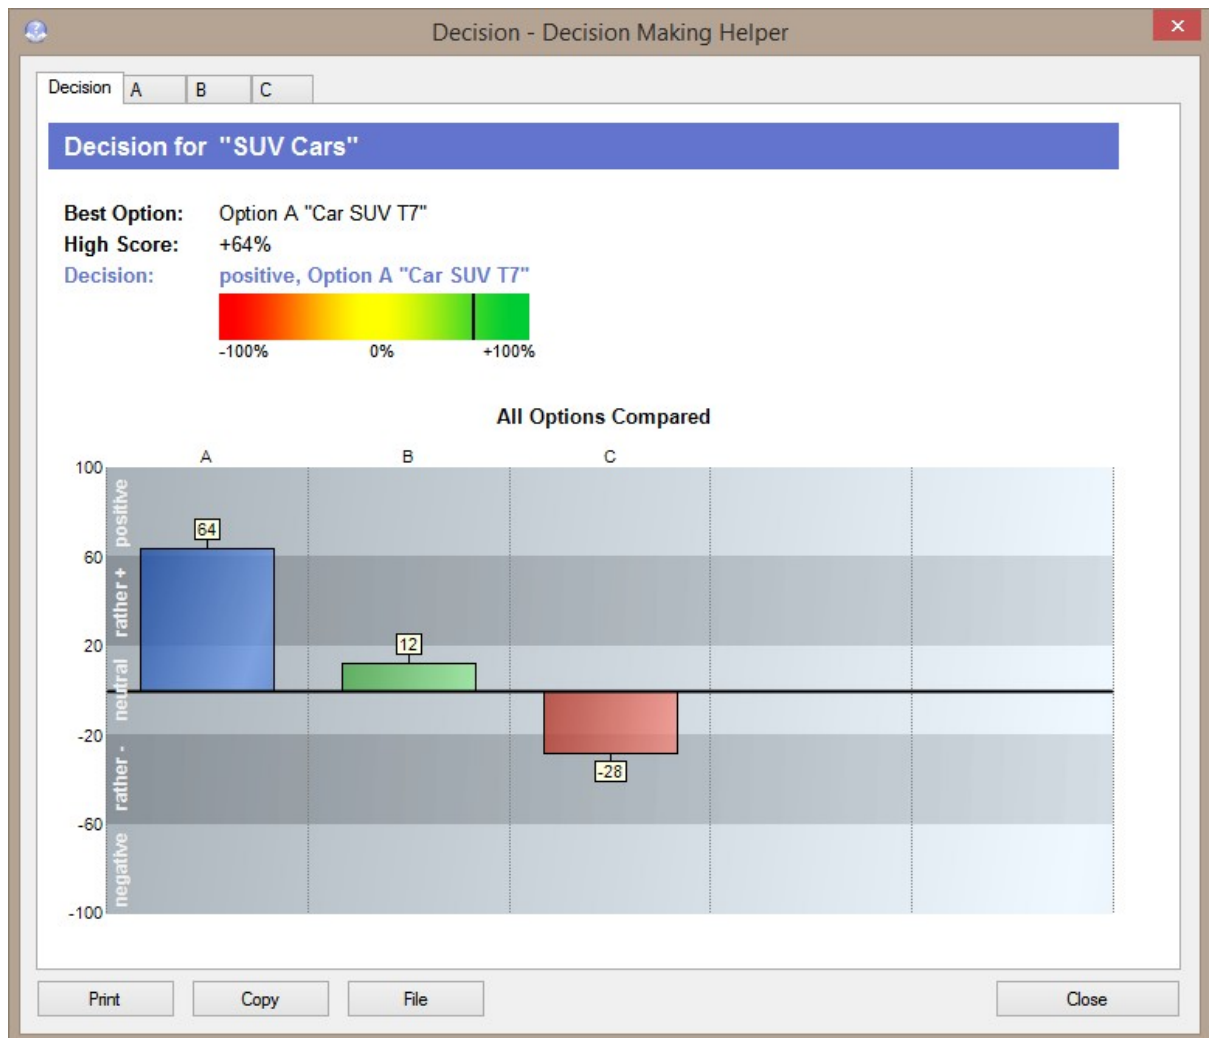 Decision - Decision Making Helper
Decision A B C
Decision for "SUV Cars"
Best Option: Option A "Car SUV T7"
High Score: +64%
Decision: positive, Option A "Car SUV T7"
-100% 0% +100%
All Options Compared
A B C
100
positive
64
60
rather +
20
12
neutral
-20
rather -
-28
-60
negative
-100
Print Copy File Close